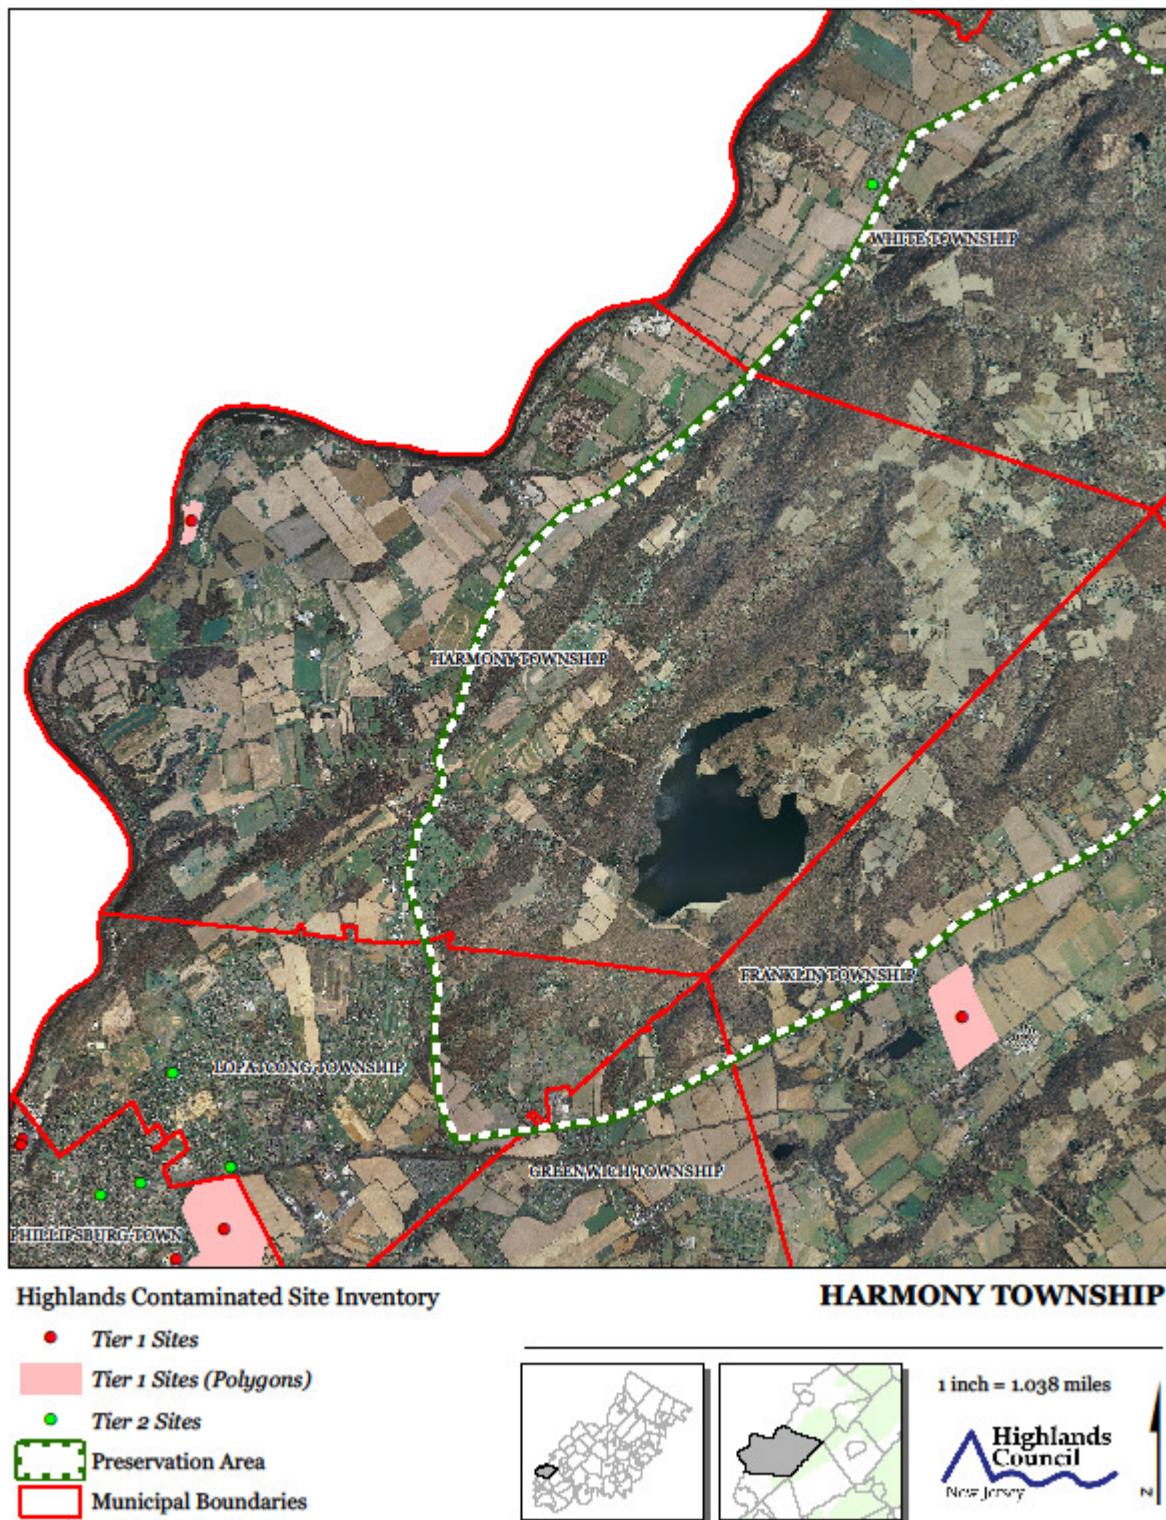 WHITE TOWNSHIP
HARMONY TOWNSHIP
FRANKLIN TOWNSHIP
LOPATCONG TOWNSHIP
GREENWICH TOWNSHIP
PHILLIPSBURG TOWN
Highlands Contaminated Site Inventory
HARMONY TOWNSHIP
Tier 1 Sites
Tier 1 Sites (Polygons)
Tier 2 Sites
Preservation Area
Municipal Boundaries
1 inch = 1.038 miles
Highlands
Council
New Jersey
N